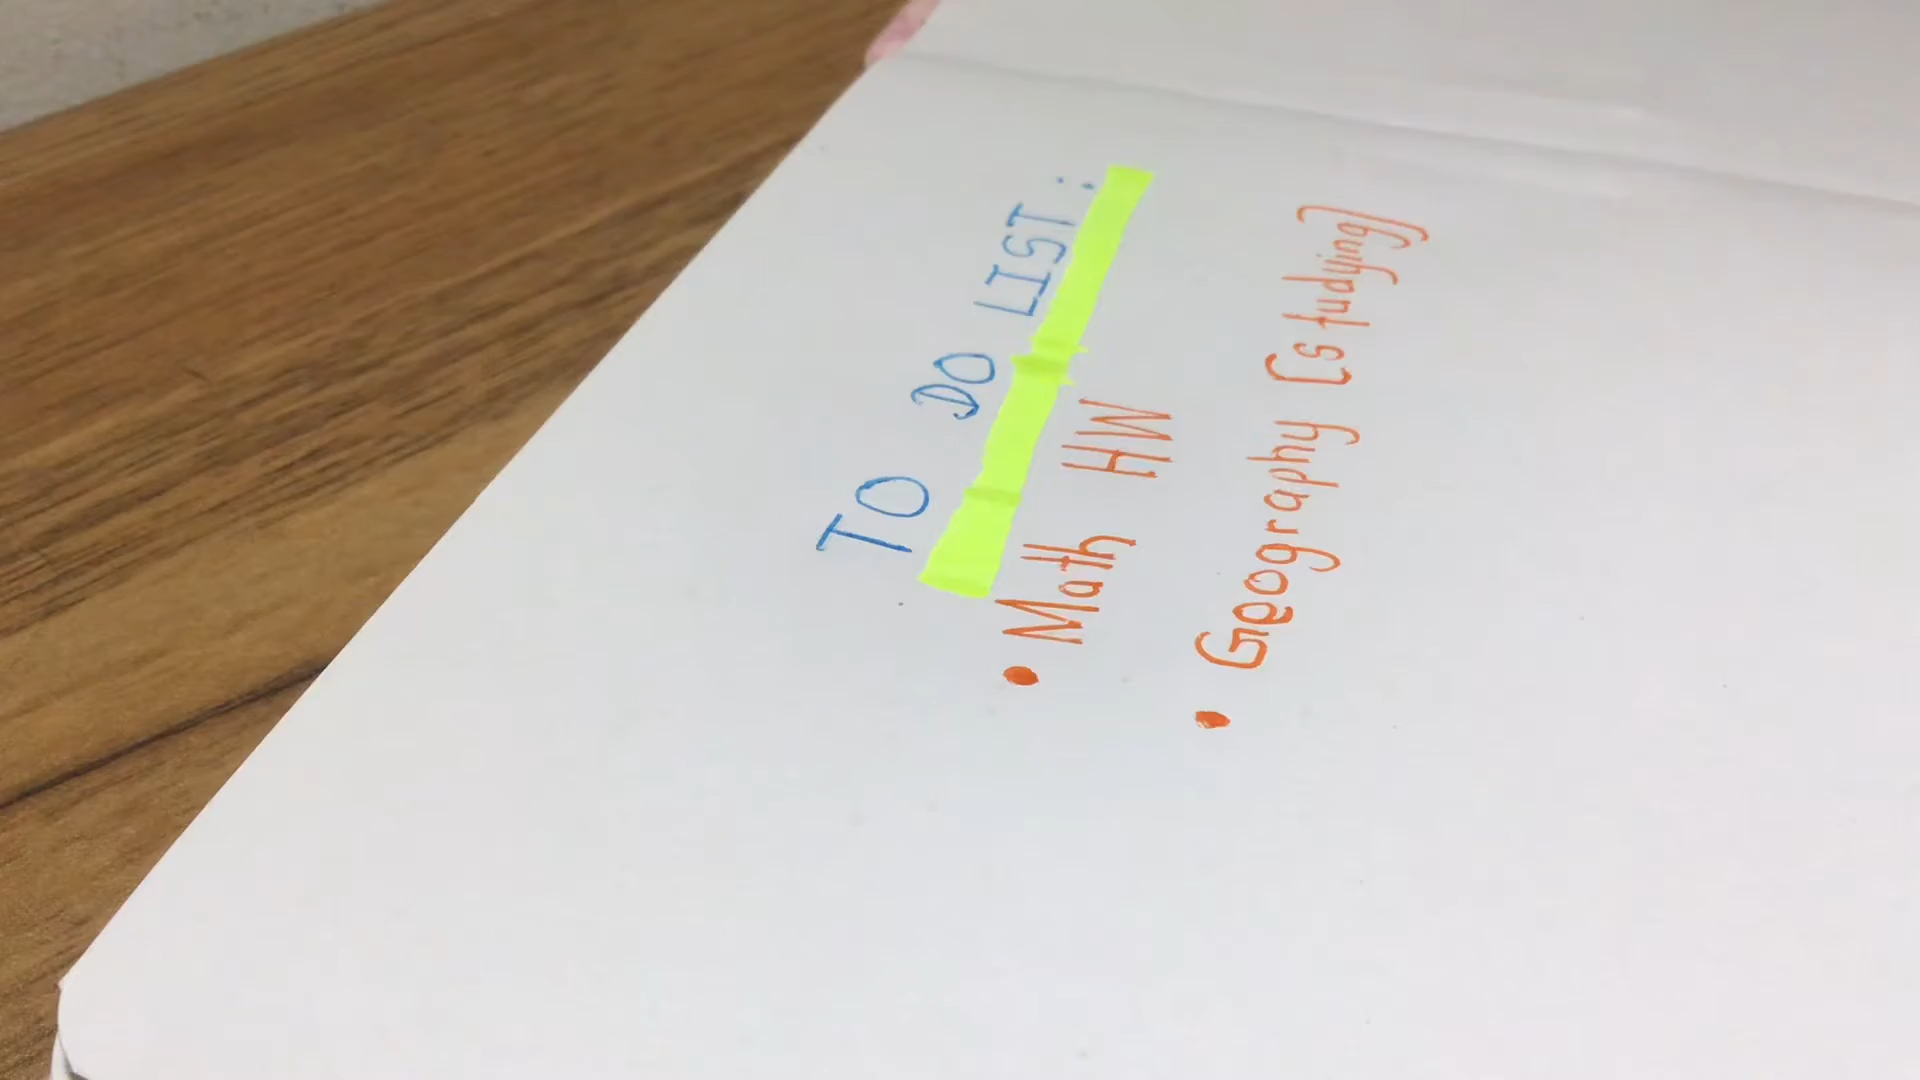 TO DO LIST:
• Math HW
• Geography (studying)